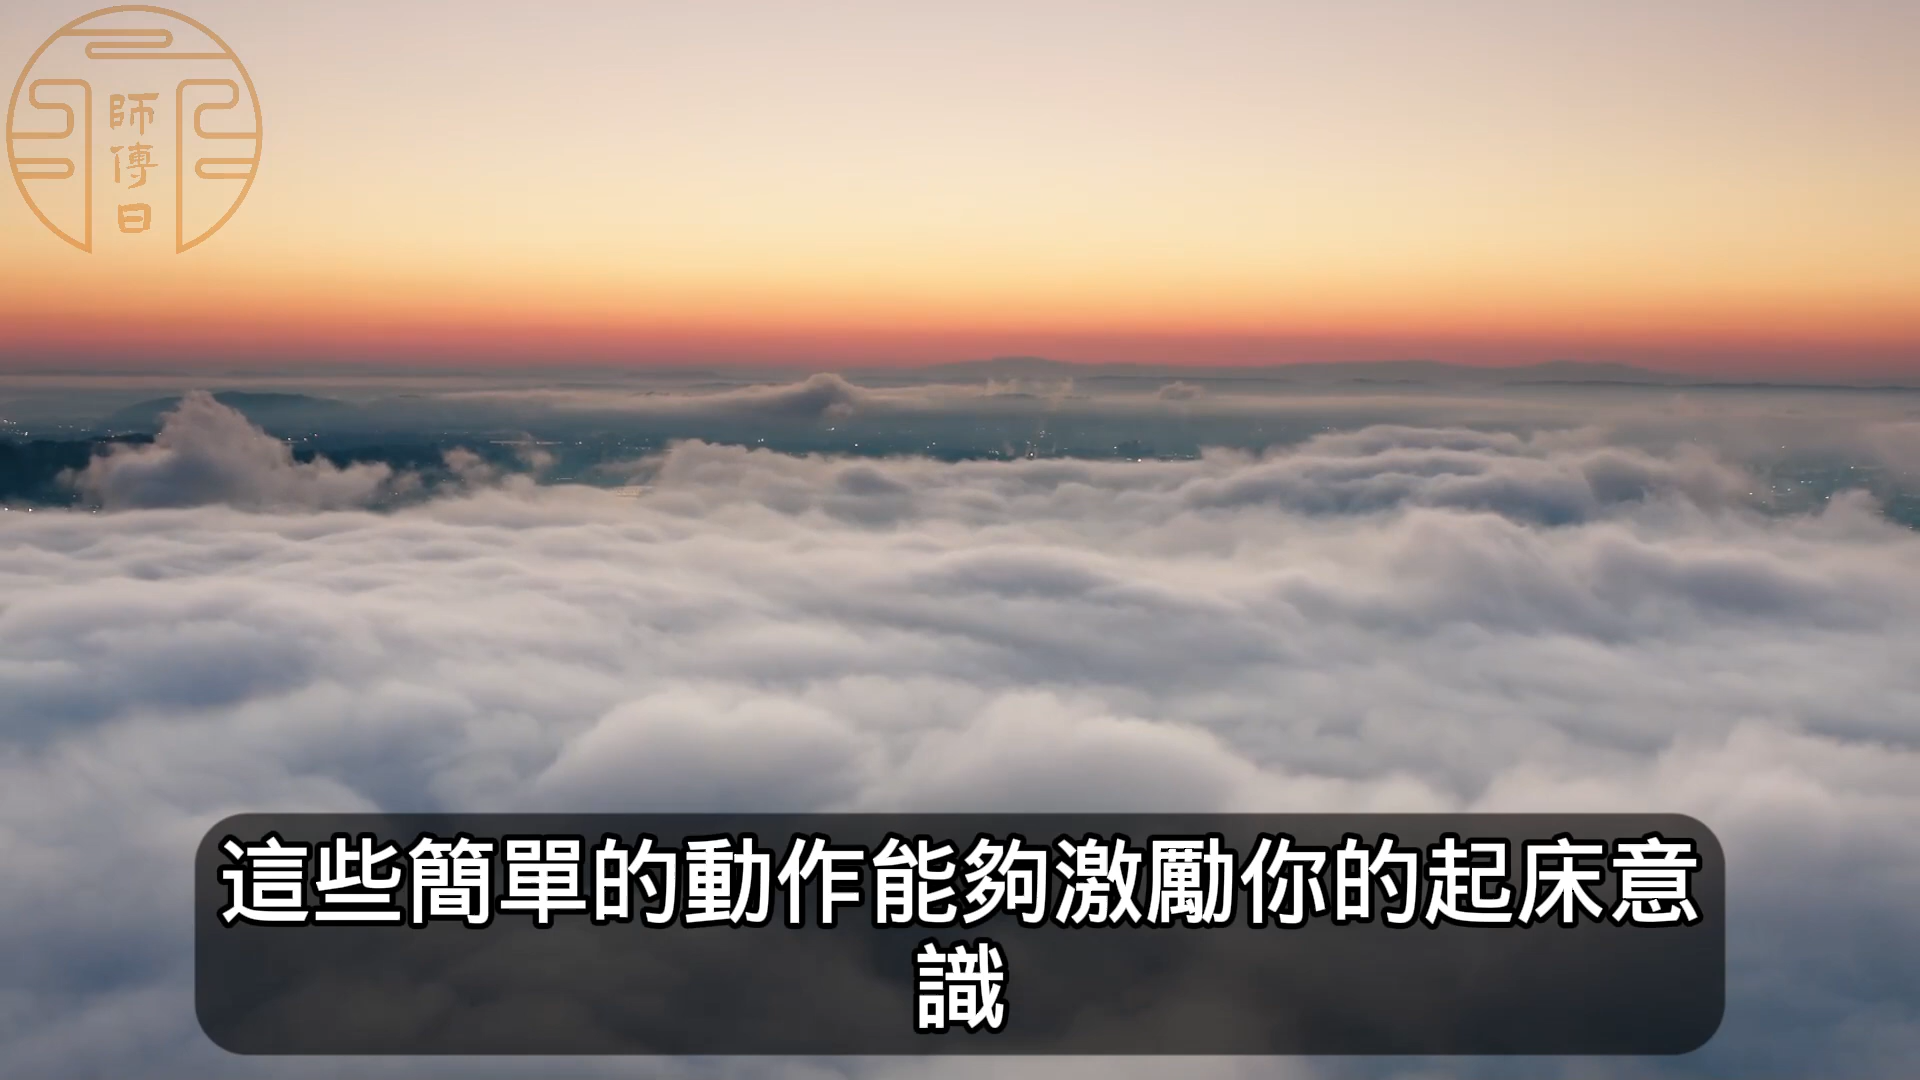 師
傅
日
這些簡單的動作能夠激勵你的起床意
識